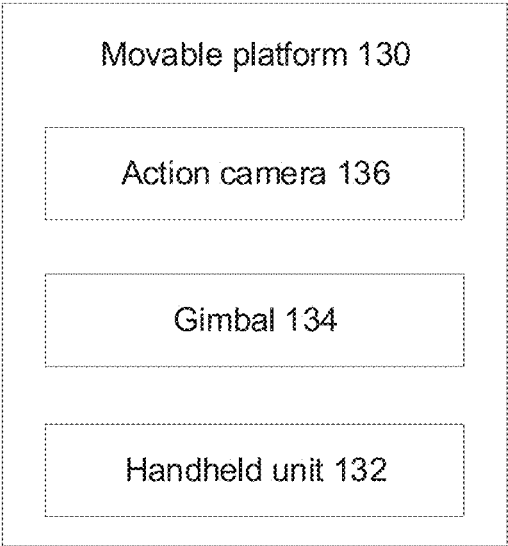 Movable platform 130
Action camera 136
Gimbal 134
Handheld unit 132